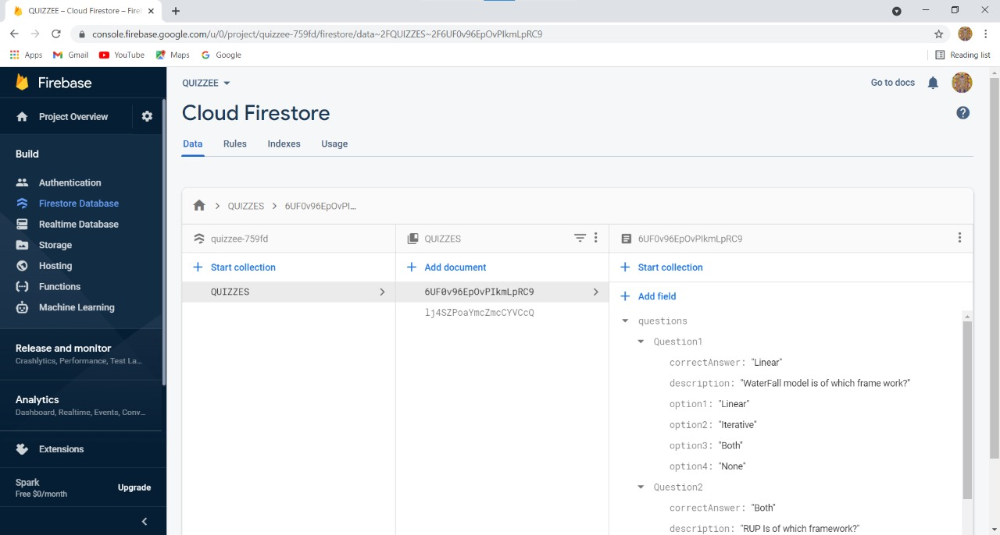 QUIZZEE – Cloud Firestore – Fireb
console.firebase.google.com/u/0/project/quizzee-759fd/firestore/data~2FQUIZZES~2F6UF0v96EpOvPIkmLpRC9
Apps
Gmail
YouTube
Maps
Google
Reading list
Firebase
Project Overview
Build
Authentication
Firestore Database
Realtime Database
Storage
Hosting
Functions
Machine Learning
Release and monitor
Crashlytics, Performance, Test La...
Analytics
Dashboard, Realtime, Events, Conv...
Extensions
Spark
Free $0/month
Upgrade
QUIZZEE
Go to docs
Cloud Firestore
Data
Rules
Indexes
Usage
QUIZZES
6UF0v96EpOvPI...
quizzee-759fd
Start collection
QUIZZES
QUIZZES
Add document
6UF0v96EpOvPIkmLpRC9
lj4SZPoaYmcZmcCYVCcQ
6UF0v96EpOvPIkmLpRC9
Start collection
Add field
questions
Question1
correctAnswer: "Linear"
description: "WaterFall model is of which frame work?"
option1: "Linear"
option2: "Iterative"
option3: "Both"
option4: "None"
Question2
correctAnswer: "Both"
description: "RUP Is of which framework?"